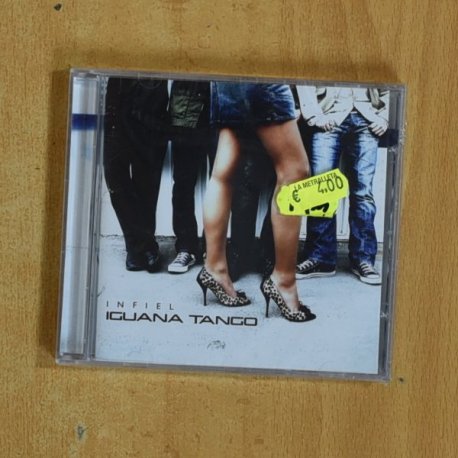 LA METRALLETA
€ 4,00
INFIEL
IGUANA TANGO